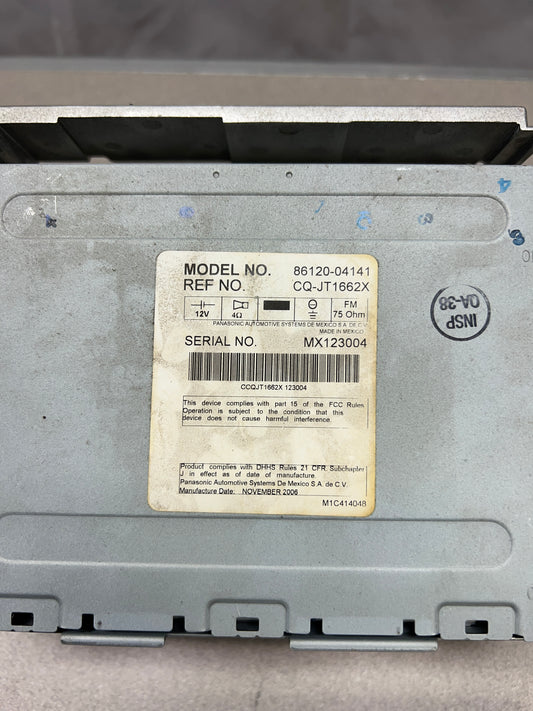 MODEL NO. 86120-04141
REF NO. CQ-JT1662X
12V
4Ω
FM
75 Ohm
PANASONIC AUTOMOTIVE SYSTEMS DE MEXICO S.A. DE C.V.
MADE IN MEXICO
SERIAL NO. MX123004
CCQJT1662X 123004
This device complies with part 15 of the FCC Rules
Operation is subject to the condition that this
device does not cause harmful interference.
Product complies with DHHS Rules 21 CFR Subchapter
J in effect as of date of manufacture.
Panasonic Automotive Systems De Mexico S.A. de C.V.
Manufacture Date: NOVEMBER 2006
M1C414048
INSP
QA-38
4